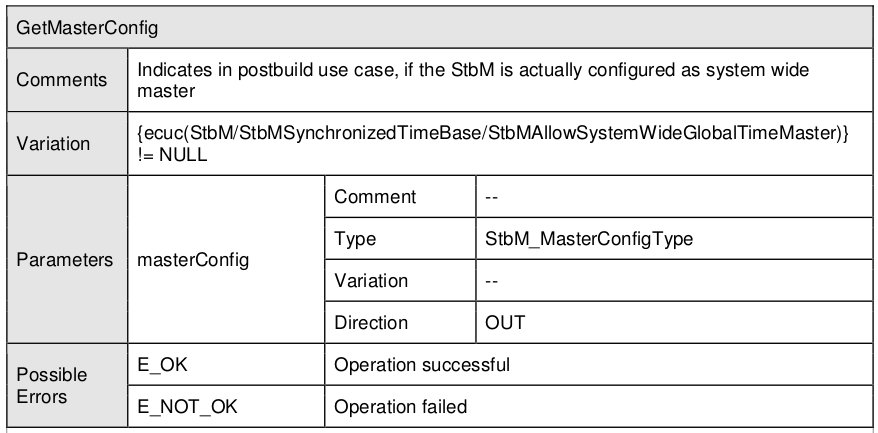 GetMasterConfig
Comments
Indicates in postbuild use case, if the StbM is actually configured as system wide
master
Variation
{ecuc(StbM/StbMSynchronizedTimeBase/StbMAllowSystemWideGlobalTimeMaster)}
!= NULL
Parameters
masterConfig
Comment
--
Type
StbM_MasterConfigType
Variation
--
Direction
OUT
Possible
Errors
E_OK
Operation successful
E_NOT_OK
Operation failed